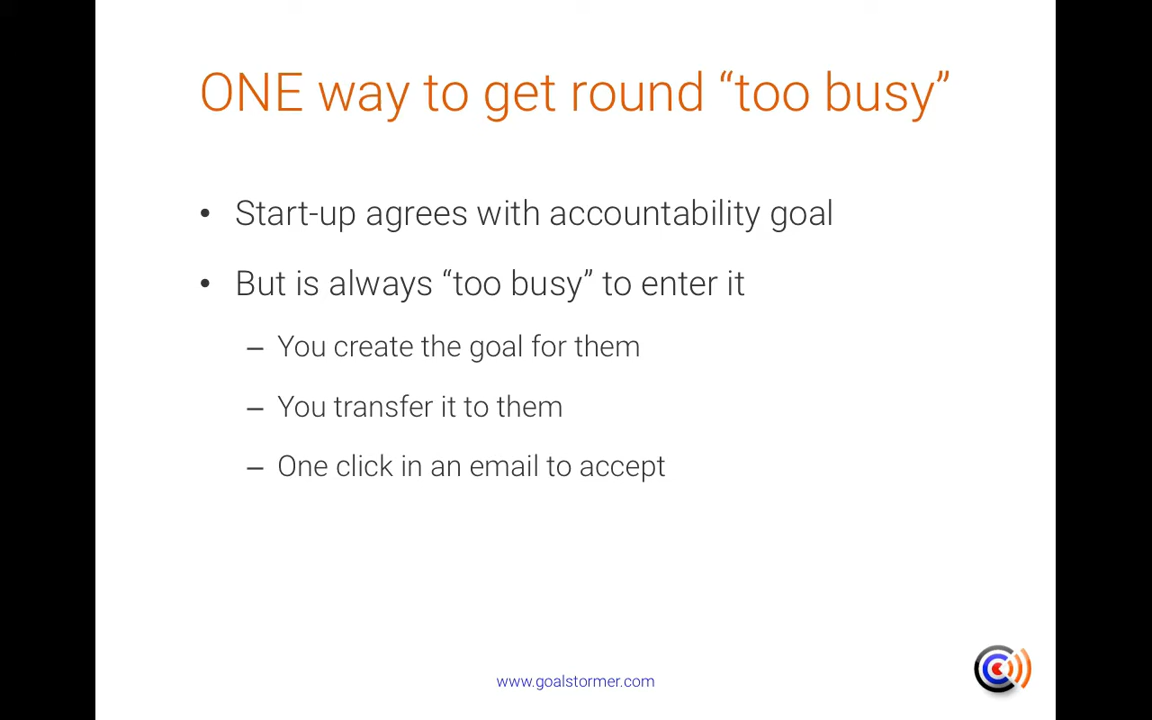 ONE way to get round “too busy”
• Start-up agrees with accountability goal
• But is always “too busy” to enter it
– You create the goal for them
– You transfer it to them
– One click in an email to accept
www.goalstormer.com